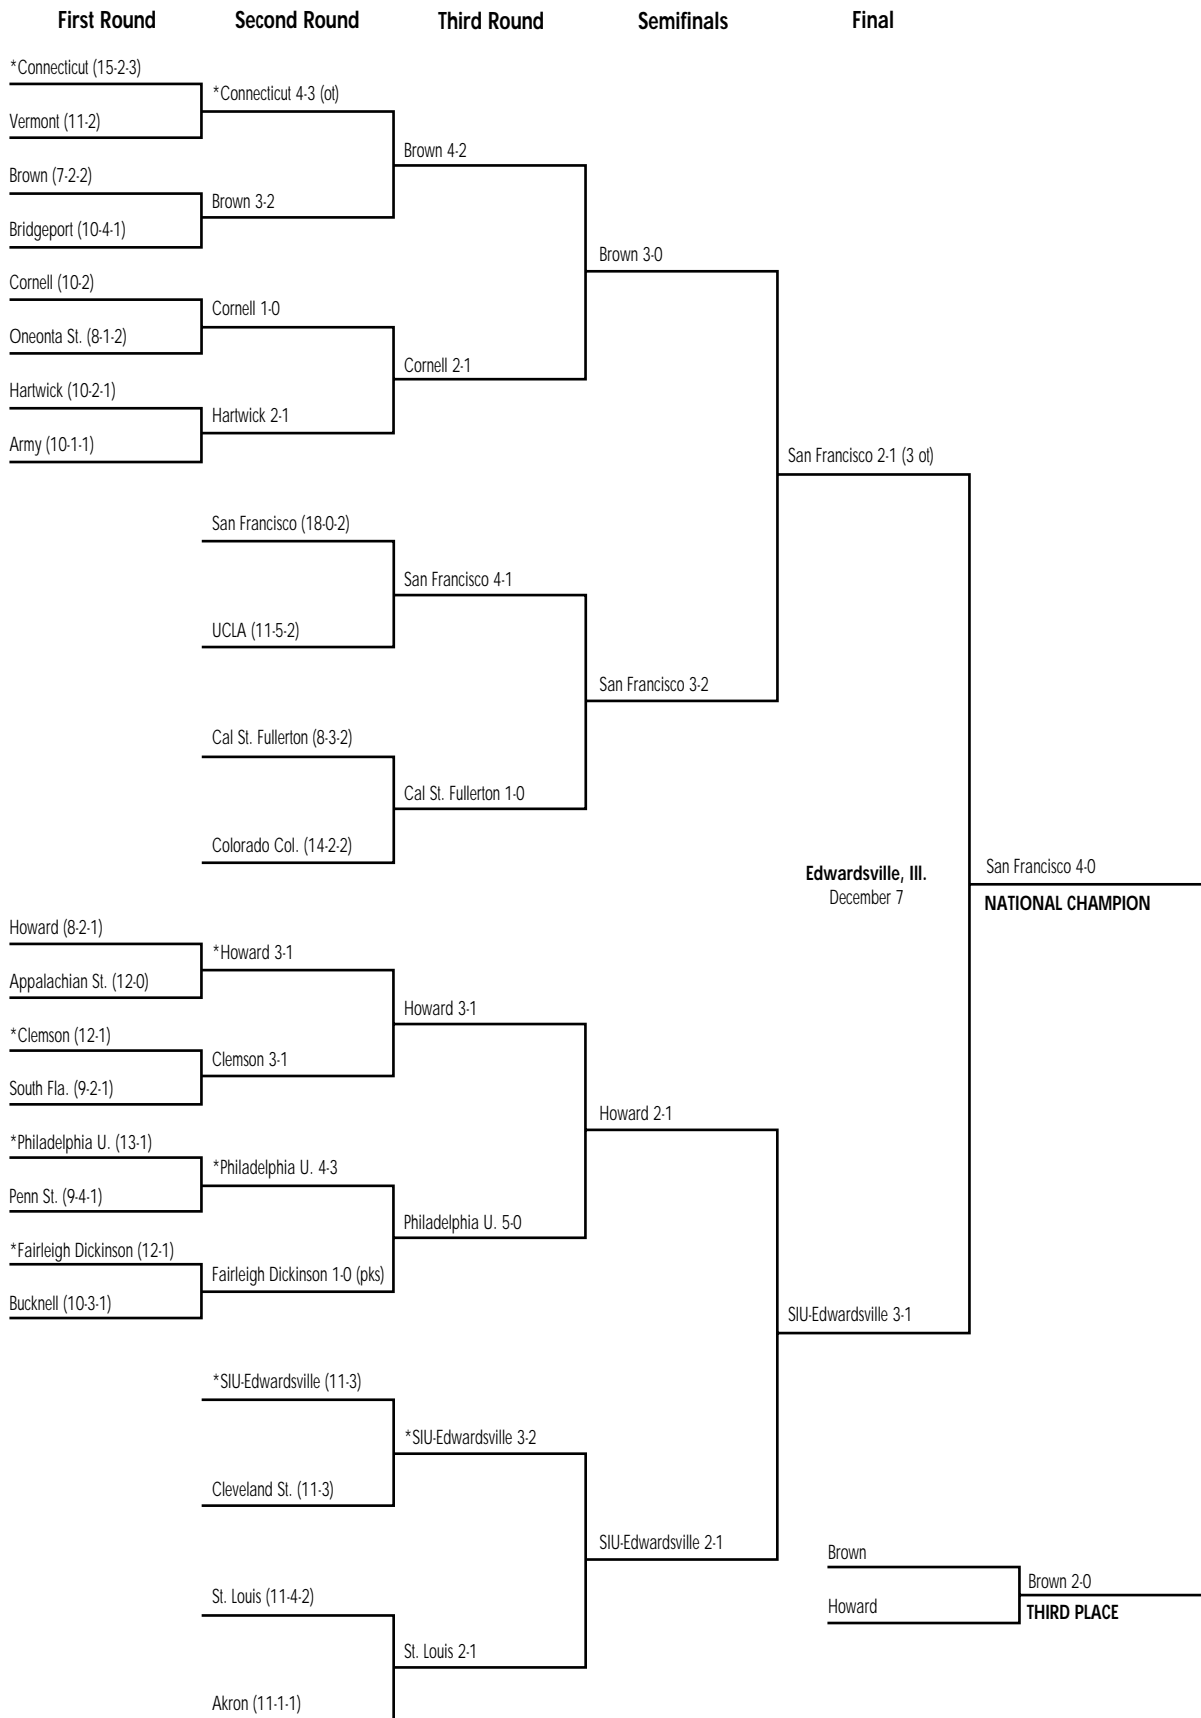 First Round
Second Round
Third Round
Semifinals
Final
*Connecticut (15-2-3)
Vermont (11-2)
Brown (7-2-2)
Bridgeport (10-4-1)
Cornell (10-2)
Oneonta St. (8-1-2)
Hartwick (10-2-1)
Army (10-1-1)
*Connecticut 4-3 (ot)
Brown 3-2
Cornell 1-0
Hartwick 2-1
Brown 4-2
Cornell 2-1
Brown 3-0
San Francisco (18-0-2)
UCLA (11-5-2)
Cal St. Fullerton (8-3-2)
Colorado Col. (14-2-2)
San Francisco 4-1
Cal St. Fullerton 1-0
San Francisco 3-2
San Francisco 2-1 (3 ot)
Edwardsville, Ill.
December 7
San Francisco 4-0
NATIONAL CHAMPION
Howard (8-2-1)
Appalachian St. (12-0)
*Clemson (12-1)
South Fla. (9-2-1)
*Philadelphia U. (13-1)
Penn St. (9-4-1)
*Fairleigh Dickinson (12-1)
Bucknell (10-3-1)
*Howard 3-1
Clemson 3-1
*Philadelphia U. 4-3
Fairleigh Dickinson 1-0 (pks)
Howard 3-1
Philadelphia U. 5-0
Howard 2-1
*SIU-Edwardsville (11-3)
Cleveland St. (11-3)
St. Louis (11-4-2)
Akron (11-1-1)
*SIU-Edwardsville 3-2
St. Louis 2-1
SIU-Edwardsville 2-1
SIU-Edwardsville 3-1
Brown
Howard
Brown 2-0
THIRD PLACE